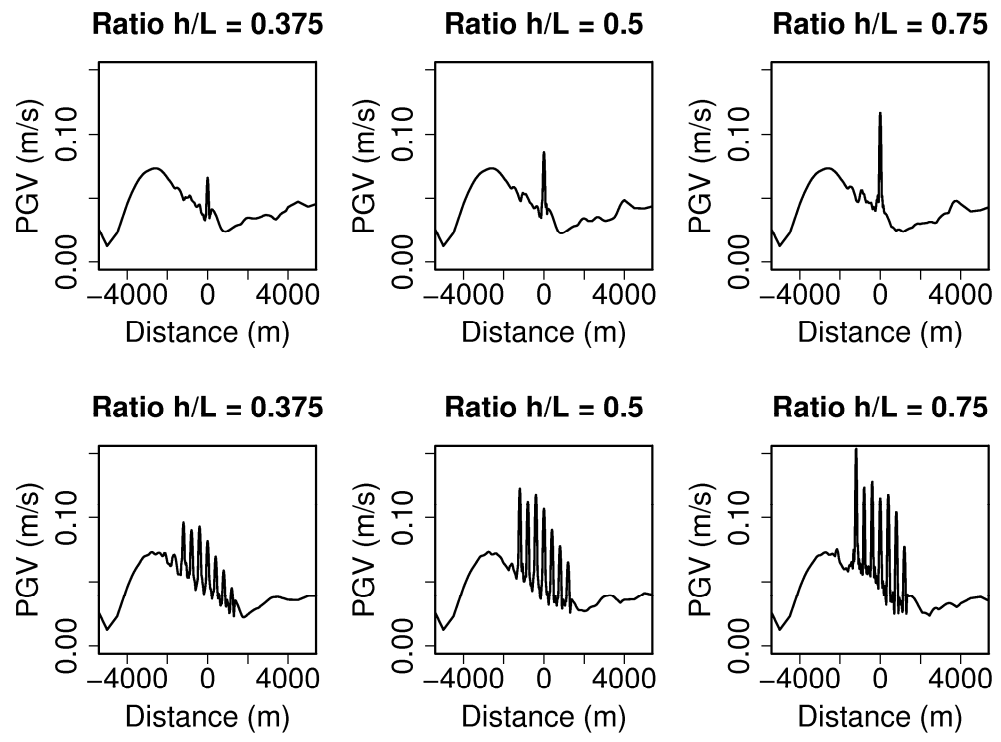 Ratio h/L = 0.375
Ratio h/L = 0.5
Ratio h/L = 0.75
PGV (m/s)
0.10
0.00
−4000 0 4000
Distance (m)
PGV (m/s)
0.10
0.00
−4000 0 4000
Distance (m)
PGV (m/s)
0.10
0.00
−4000 0 4000
Distance (m)
Ratio h/L = 0.375
Ratio h/L = 0.5
Ratio h/L = 0.75
PGV (m/s)
0.10
0.00
−4000 0 4000
Distance (m)
PGV (m/s)
0.10
0.00
−4000 0 4000
Distance (m)
PGV (m/s)
0.10
0.00
−4000 0 4000
Distance (m)